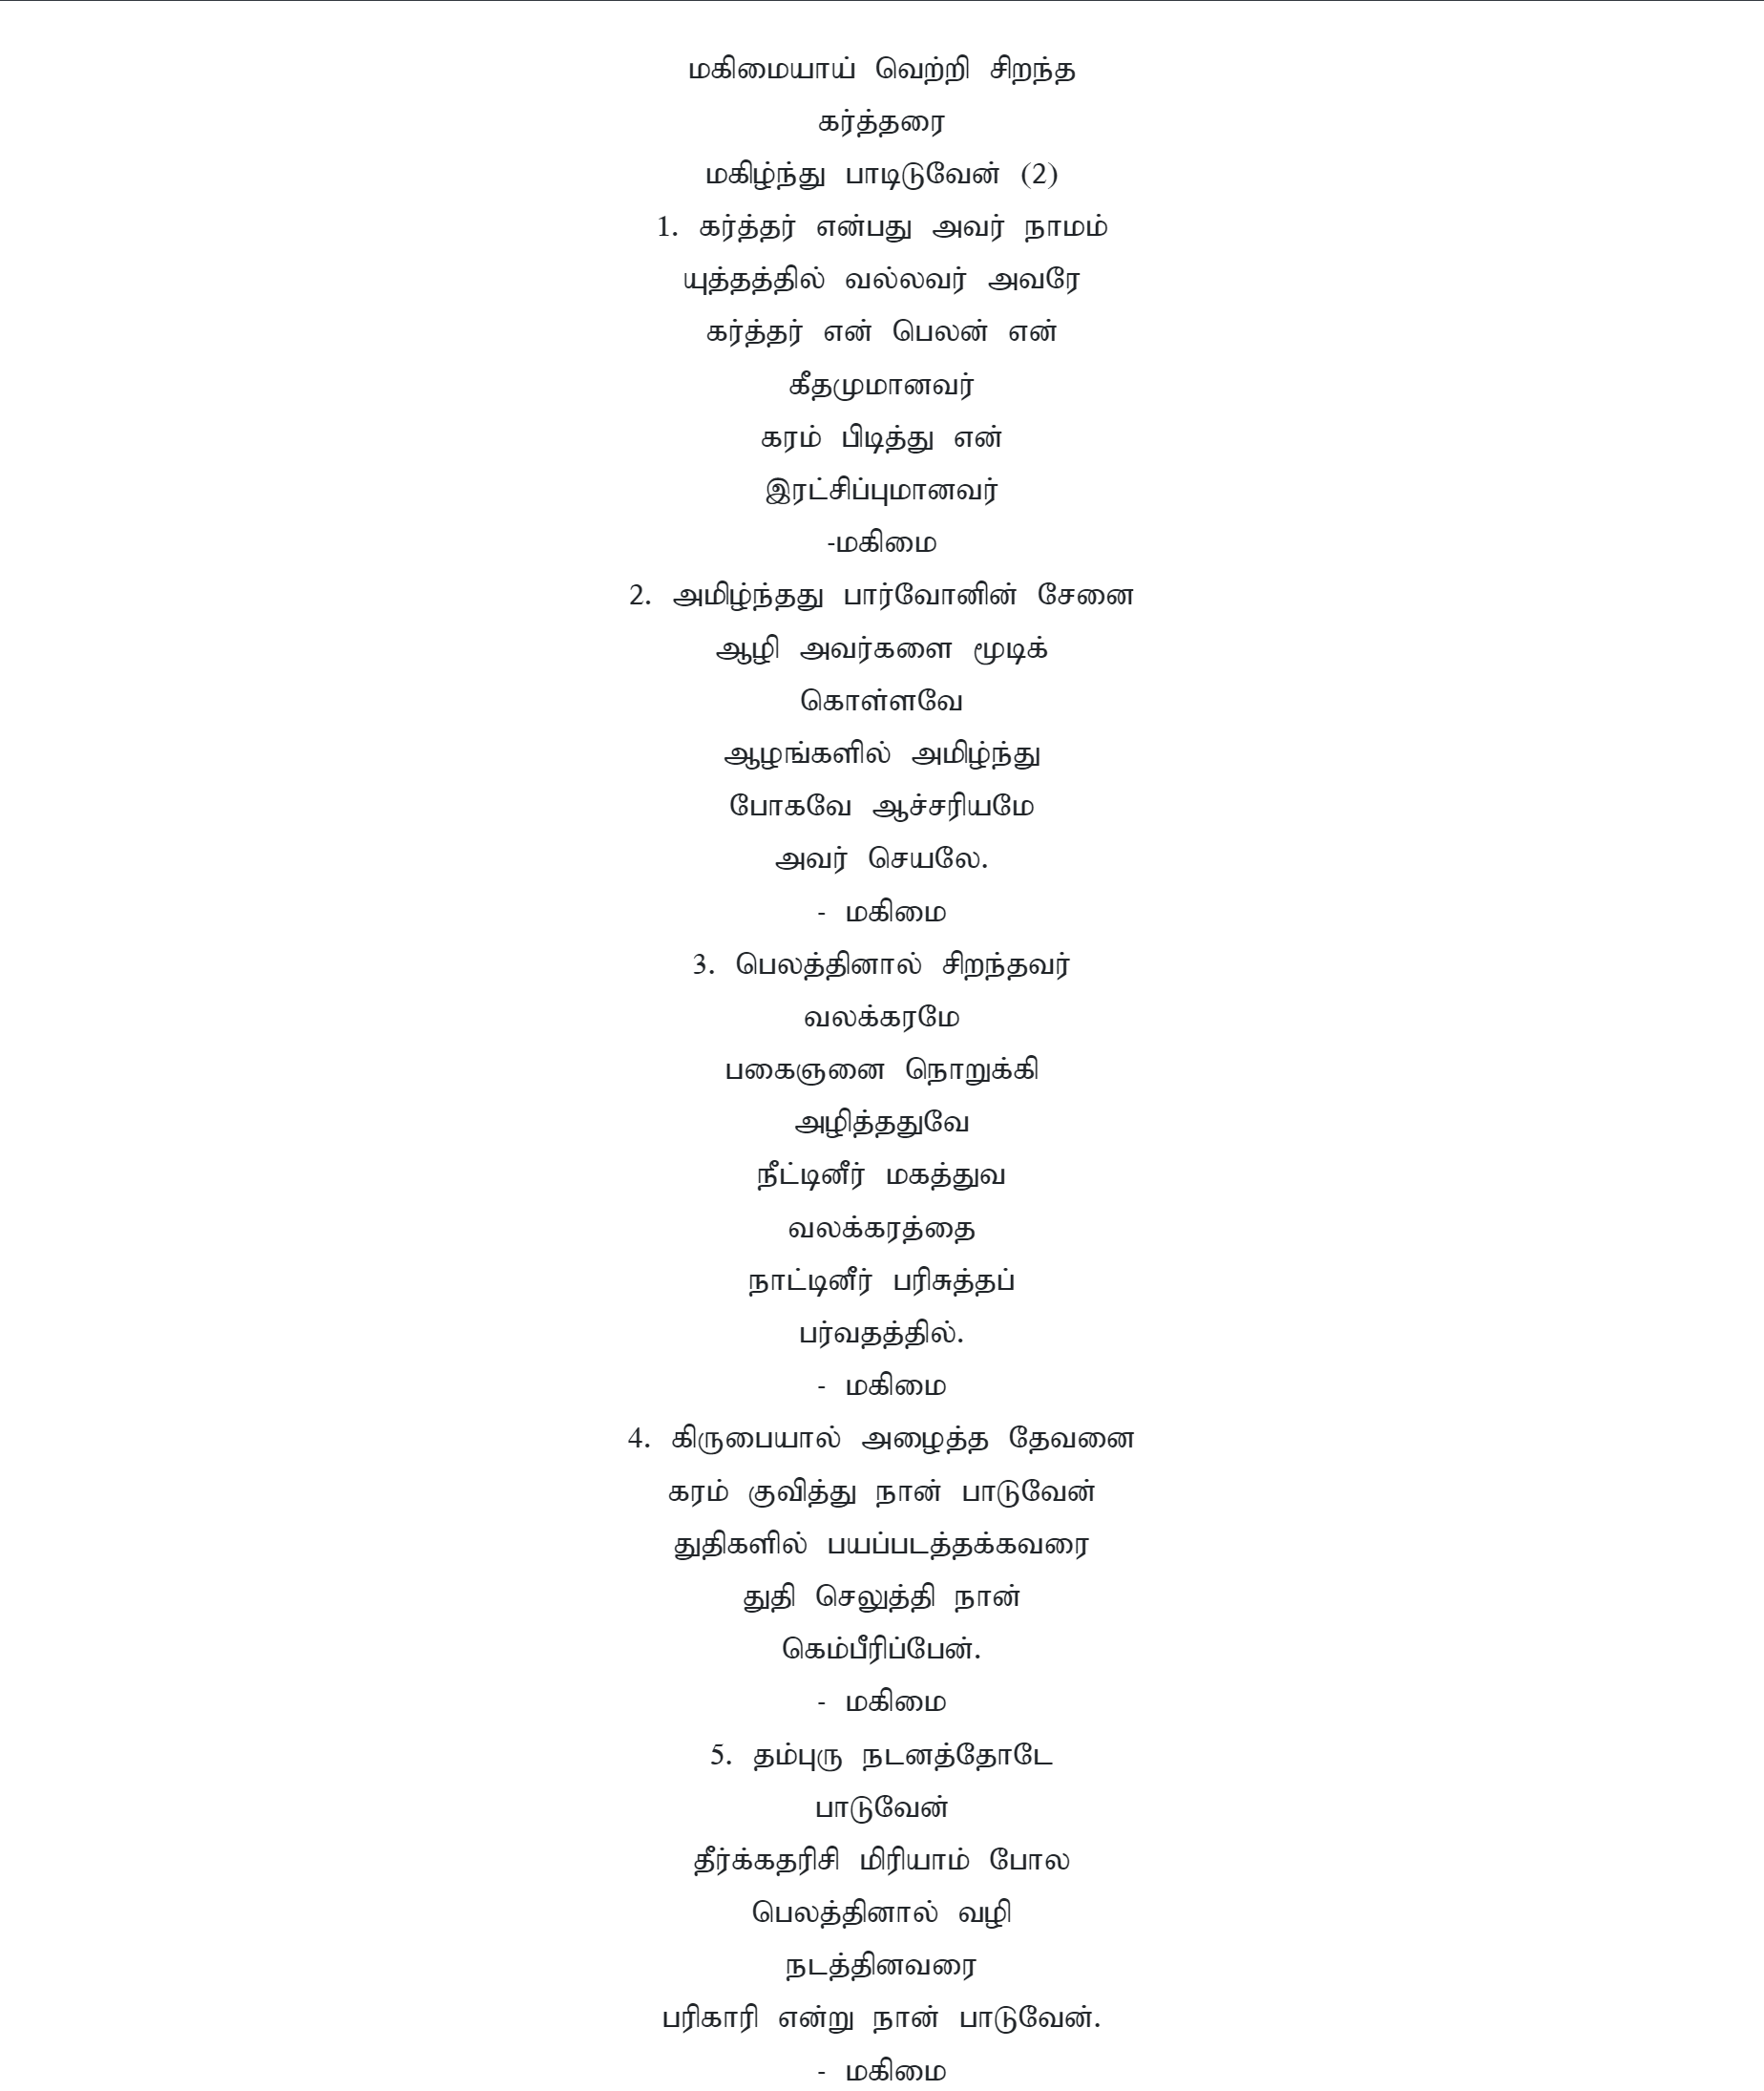 மகிமையாய் வெற்றி சிறந்த
கர்த்தரை
மகிழ்ந்து பாடிடுவேன் (2)
1. கர்த்தர் என்பது அவர் நாமம்
யுத்தத்தில் வல்லவர் அவரே
கர்த்தர் என் பெலன் என்
கீதமுமானவர்
கரம் பிடித்து என்
இரட்சிப்புமானவர்
-மகிமை
2. அமிழ்ந்தது பார்வோனின் சேனை
ஆழி அவர்களை மூடிக்
கொள்ளவே
ஆழங்களில் அமிழ்ந்து
போகவே ஆச்சரியமே
அவர் செயலே.
- மகிமை
3. பெலத்தினால் சிறந்தவர்
வலக்கரமே
பகைஞனை நொறுக்கி
அழித்ததுவே
நீட்டினீர் மகத்துவ
வலக்கரத்தை
நாட்டினீர் பரிசுத்தப்
பர்வதத்தில்.
- மகிமை
4. கிருபையால் அழைத்த தேவனை
கரம் குவித்து நான் பாடுவேன்
துதிகளில் பயப்படத்தக்கவரை
துதி செலுத்தி நான்
கெம்பீரிப்பேன்.
- மகிமை
5. தம்புரு நடனத்தோடே
பாடுவேன்
தீர்க்கதரிசி மிரியாம் போல
பெலத்தினால் வழி
நடத்தினவரை
பரிகாரி என்று நான் பாடுவேன்.
- மகிமை